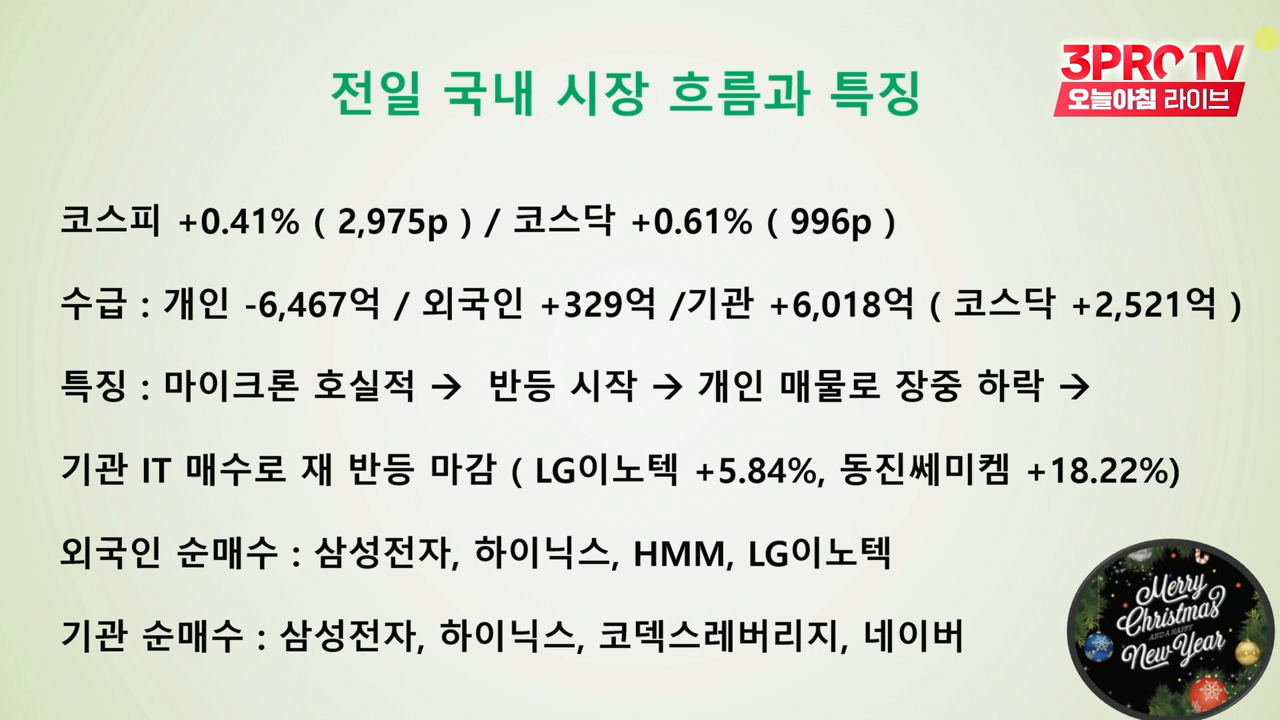 전일 국내 시장 흐름과 특징
3PRO TV
오늘아침 라이브
코스피 +0.41% ( 2,975p ) / 코스닥 +0.61% ( 996p )
수급 : 개인 -6,467억 / 외국인 +329억 /기관 +6,018억 ( 코스닥 +2,521억 )
특징 : 마이크론 호실적 → 반등 시작 → 개인 매물로 장중 하락 →
기관 IT 매수로 재 반등 마감 ( LG이노텍 +5.84%, 동진쎄미켐 +18.22%)
외국인 순매수 : 삼성전자, 하이닉스, HMM, LG이노텍
기관 순매수 : 삼성전자, 하이닉스, 코덱스레버리지, 네이버
Merry
Christmas
AND A HAPPY
New Year